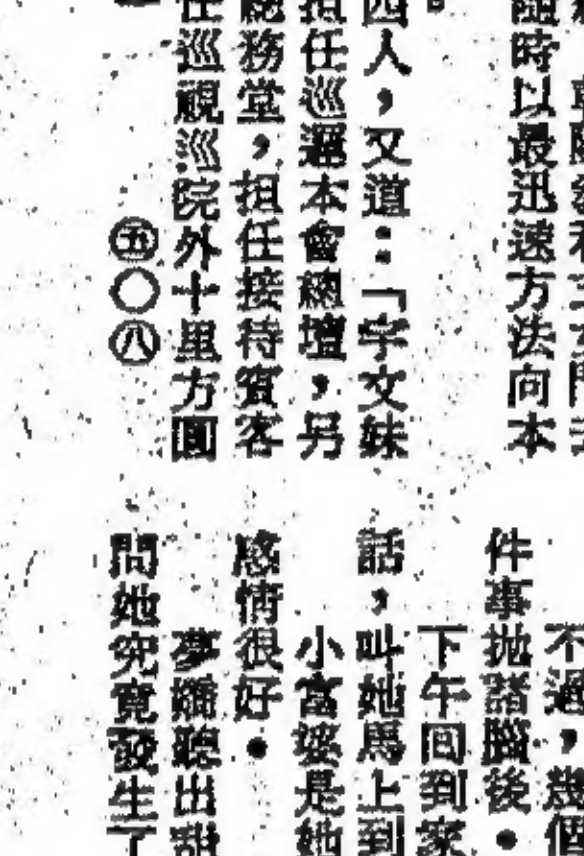 隨時以最迅速方法向本
四人，又道：「宇文妹
担任巡邏本會總壇，另
總務堂，担任接待賓客
任巡視巡院外十里方圓
㊄〇㊇
不過，幾個
件事拋諸腦後。
下午回到家
話，叫她馬上到
小富婆是她
感情很好。
夢嬌聽出甜
問她究竟發生了